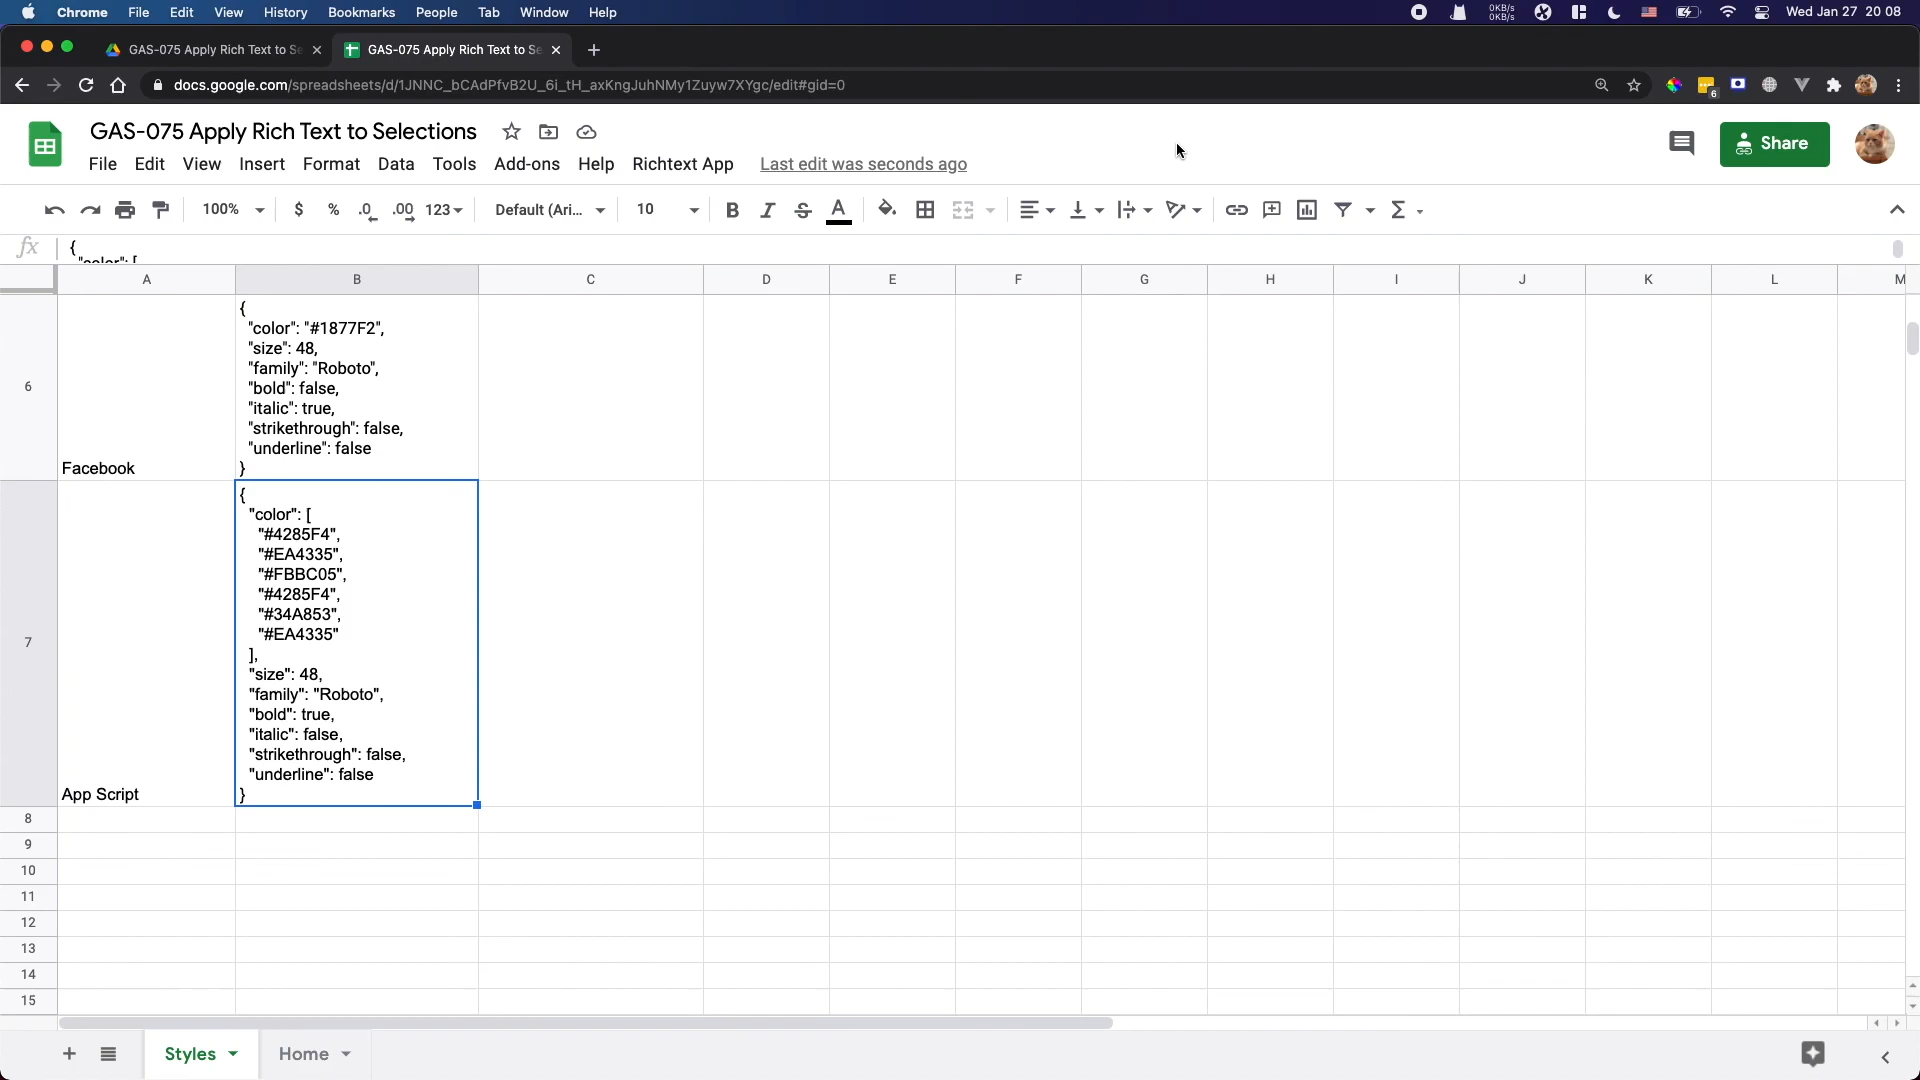 Chrome File Edit View History Bookmarks People Tab Window Help 0KB/s 0KB/s Wed Jan 27 20 08
GAS-075 Apply Rich Text to Se GAS-075 Apply Rich Text to Se
docs.google.com/spreadsheets/d/1JNNC_bCAdPfvB2U_6i_tH_axKngJuhNMy1Zuyw7XYgc/edit#gid=0 6
GAS-075 Apply Rich Text to Selections
Share
File Edit View Insert Format Data Tools Add-ons Help Richtext App Last edit was seconds ago
100% $ % .0 .00 123 Default (Ari... 10 B I S A Σ
fx {
"color": [
A B C D E F G H I J K L M
6
Facebook
{
"color": "#1877F2",
"size": 48,
"family": "Roboto",
"bold": false,
"italic": true,
"strikethrough": false,
"underline": false
}
7
App Script
{
"color": [
"#4285F4",
"#EA4335",
"#FBBC05",
"#4285F4",
"#34A853",
"#EA4335"
],
"size": 48,
"family": "Roboto",
"bold": true,
"italic": false,
"strikethrough": false,
"underline": false
}
8
9
10
11
12
13
14
15
+ Styles Home